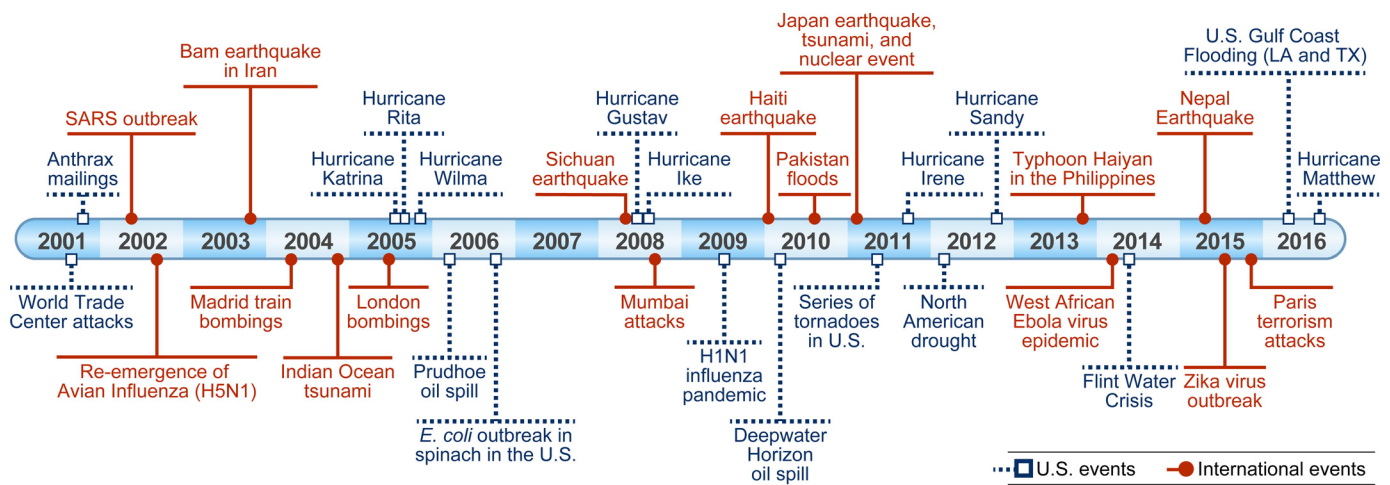 Japan earthquake,
tsunami, and
nuclear event
U.S. Gulf Coast
Flooding (LA and TX)
Bam earthquake
in Iran
SARS outbreak
Hurricane
Rita
Hurricane
Gustav
Haiti
earthquake
Hurricane
Sandy
Nepal
Earthquake
Anthrax
mailings
Hurricane
Katrina
Hurricane
Wilma
Sichuan
earthquake
Hurricane
Ike
Pakistan
floods
Hurricane
Irene
Typhoon Haiyan
in the Philippines
Hurricane
Matthew
2001 2002 2003 2004 2005 2006 2007 2008 2009 2010 2011 2012 2013 2014 2015 2016
World Trade
Center attacks
Madrid train
bombings
London
bombings
Mumbai
attacks
Series of
tornadoes
in U.S.
North
American
drought
West African
Ebola virus
epidemic
Paris
terrorism
attacks
Re-emergence of
Avian Influenza (H5N1)
Indian Ocean
tsunami
Prudhoe
oil spill
H1N1
influenza
pandemic
Flint Water
Crisis
Zika virus
outbreak
E. coli outbreak in
spinach in the U.S.
Deepwater
Horizon
oil spill
U.S. events
International events